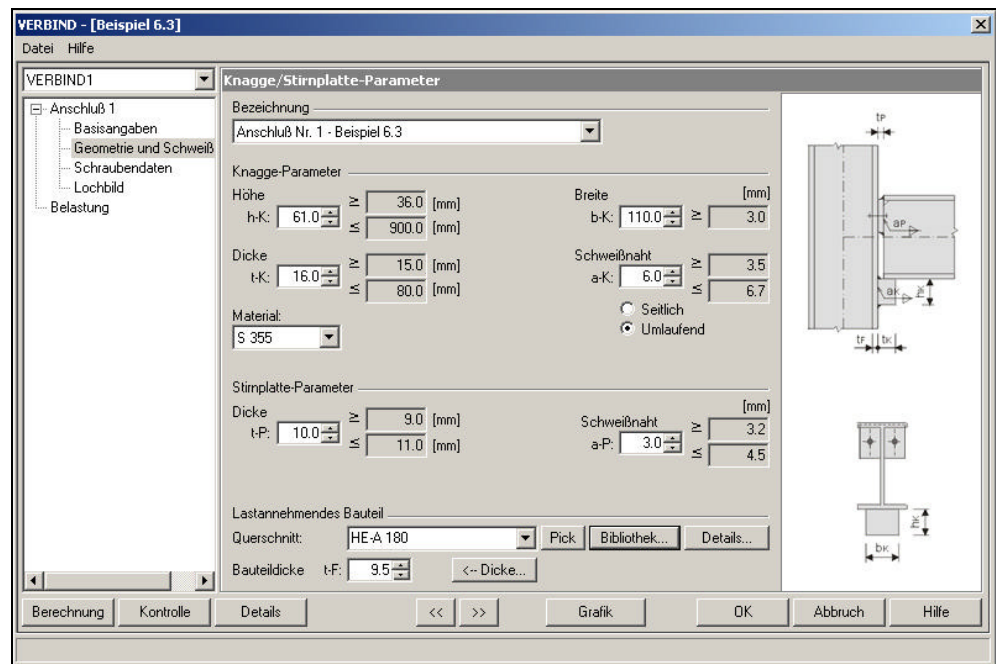 VERBIND - [Beispiel 6.3]
Datei Hilfe
VERBIND1
Anschluß 1
Basisangaben
Geometrie und Schweiß
Schraubendaten
Lochbild
Belastung
Knagge/Stirnplatte-Parameter
Bezeichnung
Anschluß Nr. 1 - Beispiel 6.3
Knagge-Parameter
Höhe
h-K: 61.0 ≥ 36.0 [mm]
≤ 900.0 [mm]
Breite [mm]
b-K: 110.0 ≥ 3.0
Dicke
t-K: 16.0 ≥ 15.0 [mm]
≤ 80.0 [mm]
Schweißnaht
a-K: 6.0 ≥ 3.5
≤ 6.7
Seitlich
Umlaufend
Material:
S 355
Stirnplatte-Parameter
Dicke
t-P: 10.0 ≥ 9.0 [mm]
≤ 11.0 [mm]
[mm]
Schweißnaht
a-P: 3.0 ≥ 3.2
≤ 4.5
Lastannehmendes Bauteil
Querschnitt: HE-A 180 Pick Bibliothek... Details...
Bauteildicke t-F: 9.5 <-- Dicke...
tP
aP
aK hK
tF tK
hK
bK
Berechnung Kontrolle Details << >> Grafik OK Abbruch Hilfe